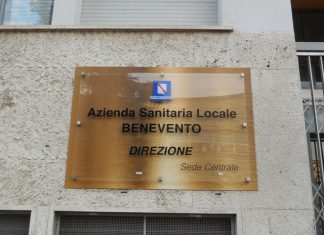 Azienda Sanitaria Locale
BENEVENTO
DIREZIONE
Sede Centrale